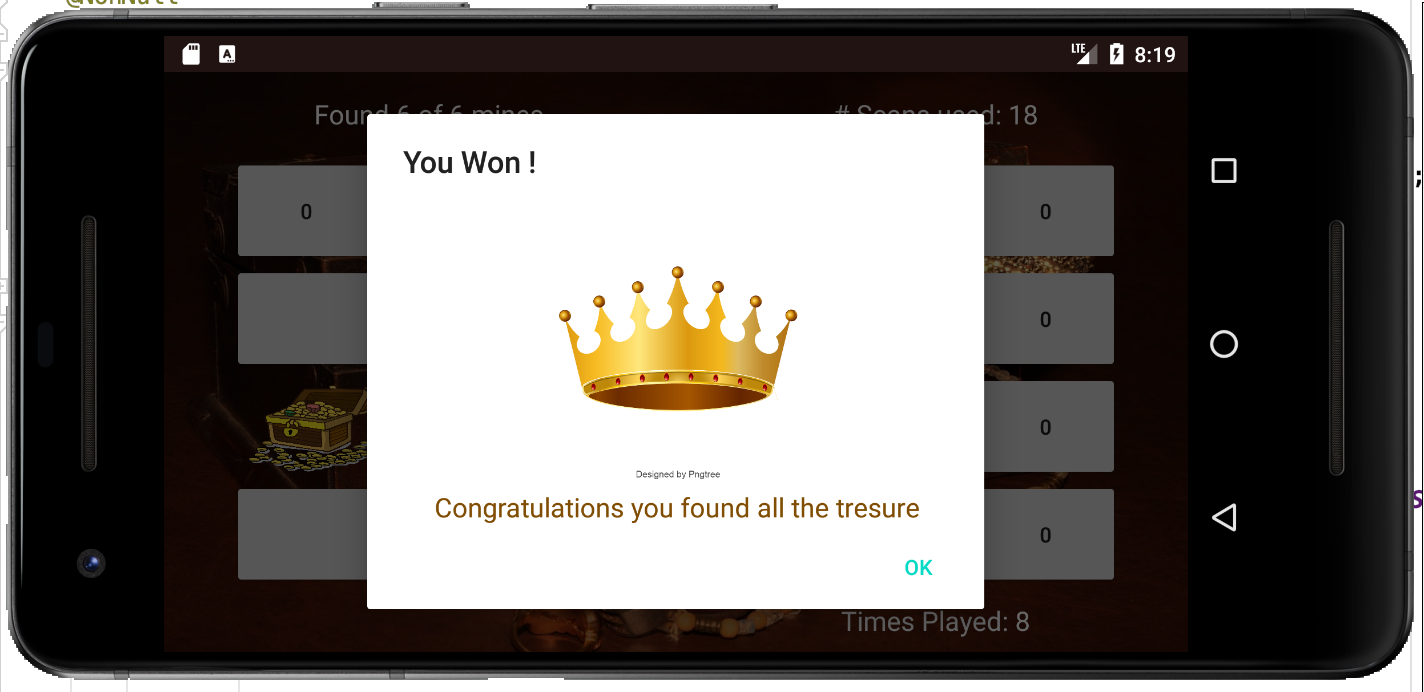 @NonNull
LTE 8:19
Found 6 of 6 mines
# Scans used: 18
You Won !
0
0
0
0
0
Designed by Pngtree
Congratulations you found all the tresure
OK
Times Played: 8
;
s